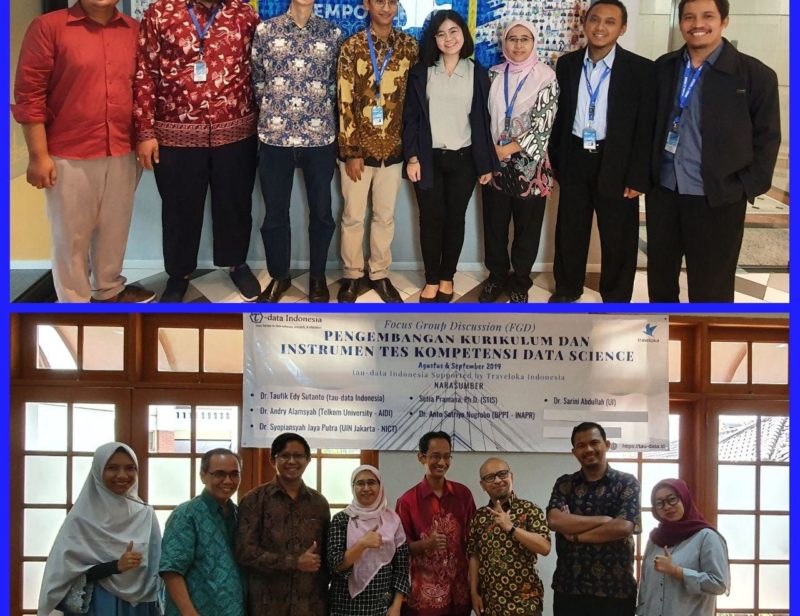 TEMPO
τ -data Indonesia
Focus Group Discussion (FGD)
PENGEMBANGAN KURIKULUM DAN
INSTRUMEN TES KOMPETENSI DATA SCIENCE
traveloka
Agustus & September 2019
tau-data Indonesia Supported by Traveloka Indonesia
NARASUMBER
Dr. Taufik Edy Sutanto (tau-data Indonesia)
Dr. Andry Alamsyah (Telkom University - AIDI)
Dr. Syopiansyah Jaya Putra (UIN Jakarta - NICT)
Setia Pramana, Ph.D. (STIS)
Dr. Anto Satriyo Nugroho (BPPT - INAPR)
Dr. Sarini Abdullah (UI)
https://tau-data.id